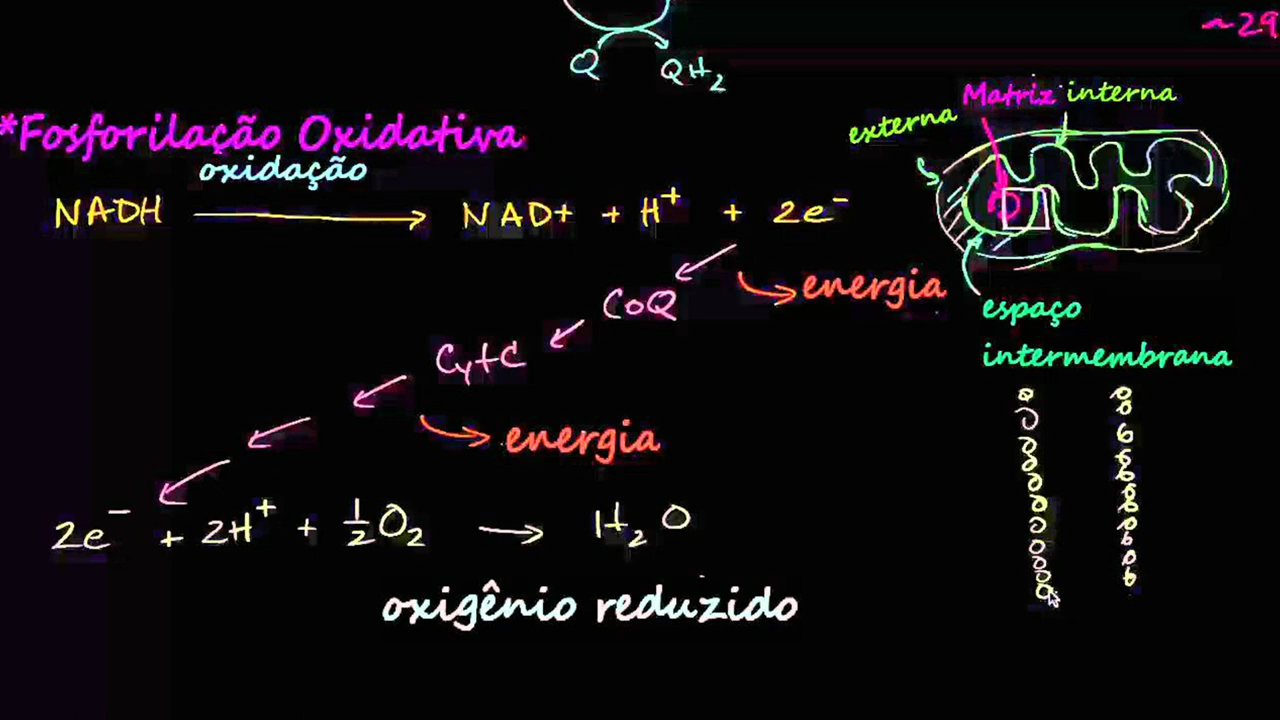 ~29
Q QH₂
Matriz interna
externa
*Fosforilação Oxidativa
oxidação
NADH → NAD+ + H⁺ + 2e⁻
energia
CoQ
espaço
intermembrana
Cyt C
energia
2e⁻ + 2H⁺ + ½O₂ → H₂O
oxigênio reduzido